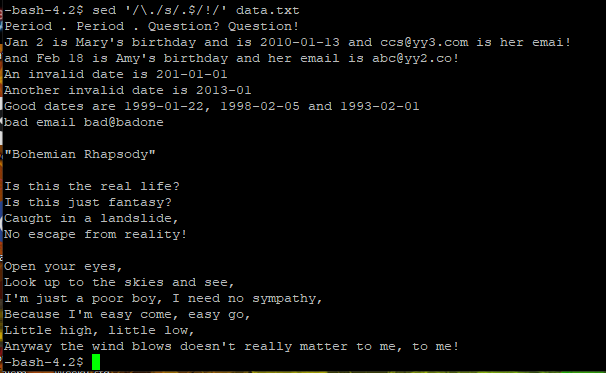 -bash-4.2$ sed '/\./s/.$/!/' data.txt
Period . Period . Question? Question!
Jan 2 is Mary's birthday and is 2010-01-13 and ccs@yy3.com is her emai!
and Feb 18 is Amy's birthday and her email is abc@yy2.co!
An invalid date is 201-01-01
Another invalid date is 2013-01
Good dates are 1999-01-22, 1998-02-05 and 1993-02-01
bad email bad@badone
"Bohemian Rhapsody"
Is this the real life?
Is this just fantasy?
Caught in a landslide,
No escape from reality!
Open your eyes,
Look up to the skies and see,
I'm just a poor boy, I need no sympathy,
Because I'm easy come, easy go,
Little high, little low,
Anyway the wind blows doesn't really matter to me, to me!
-bash-4.2$